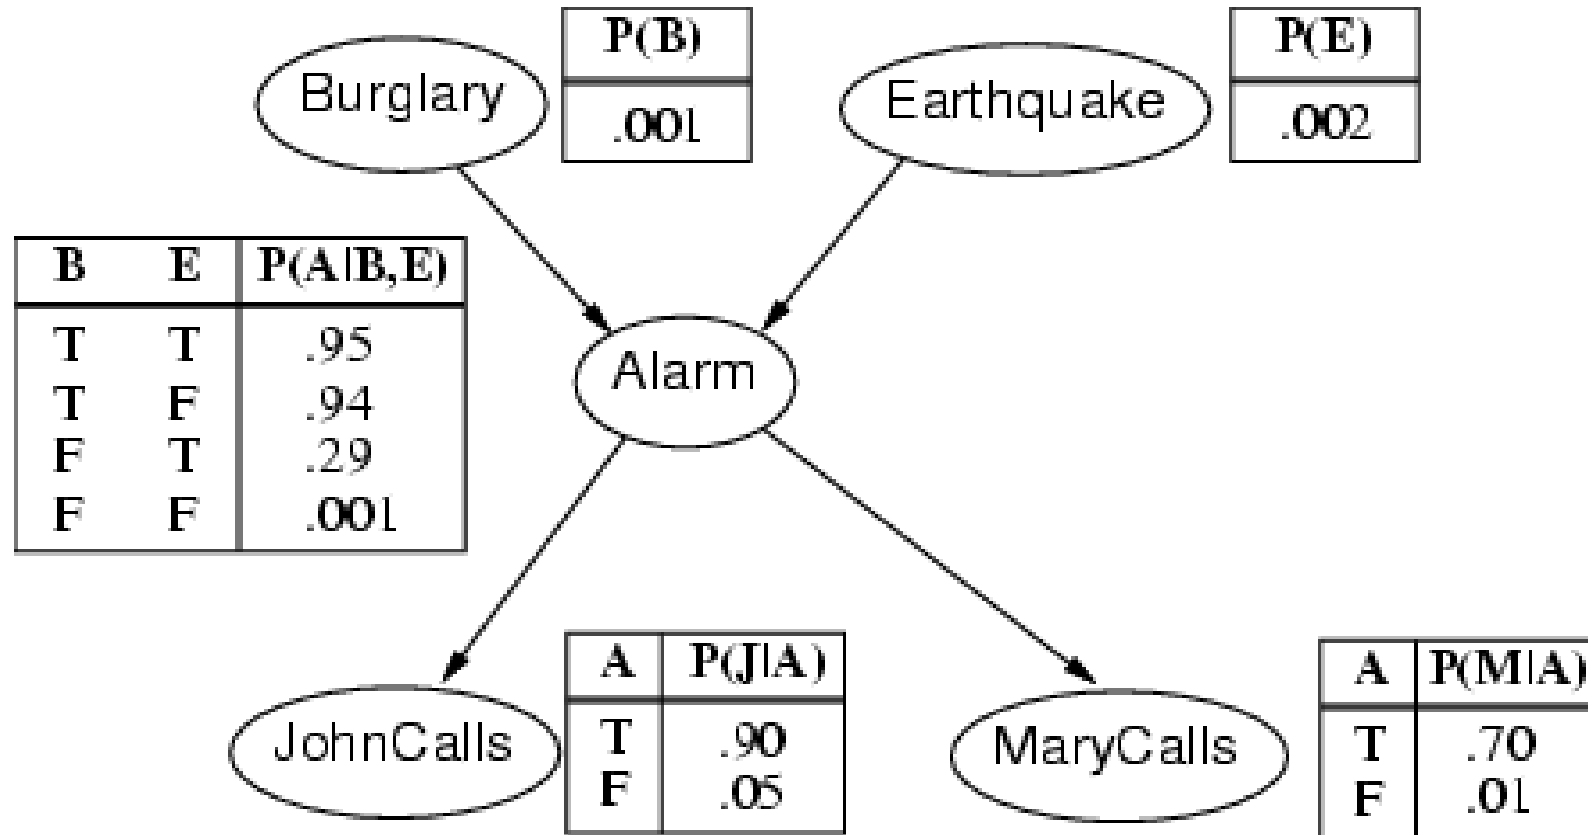 Burglary
P(B)
.001
Earthquake
P(E)
.002
B E P(A|B,E)
T T .95
T F .94
F T .29
F F .001
Alarm
JohnCalls
A P(J|A)
T .90
F .05
MaryCalls
A P(M|A)
T .70
F .01